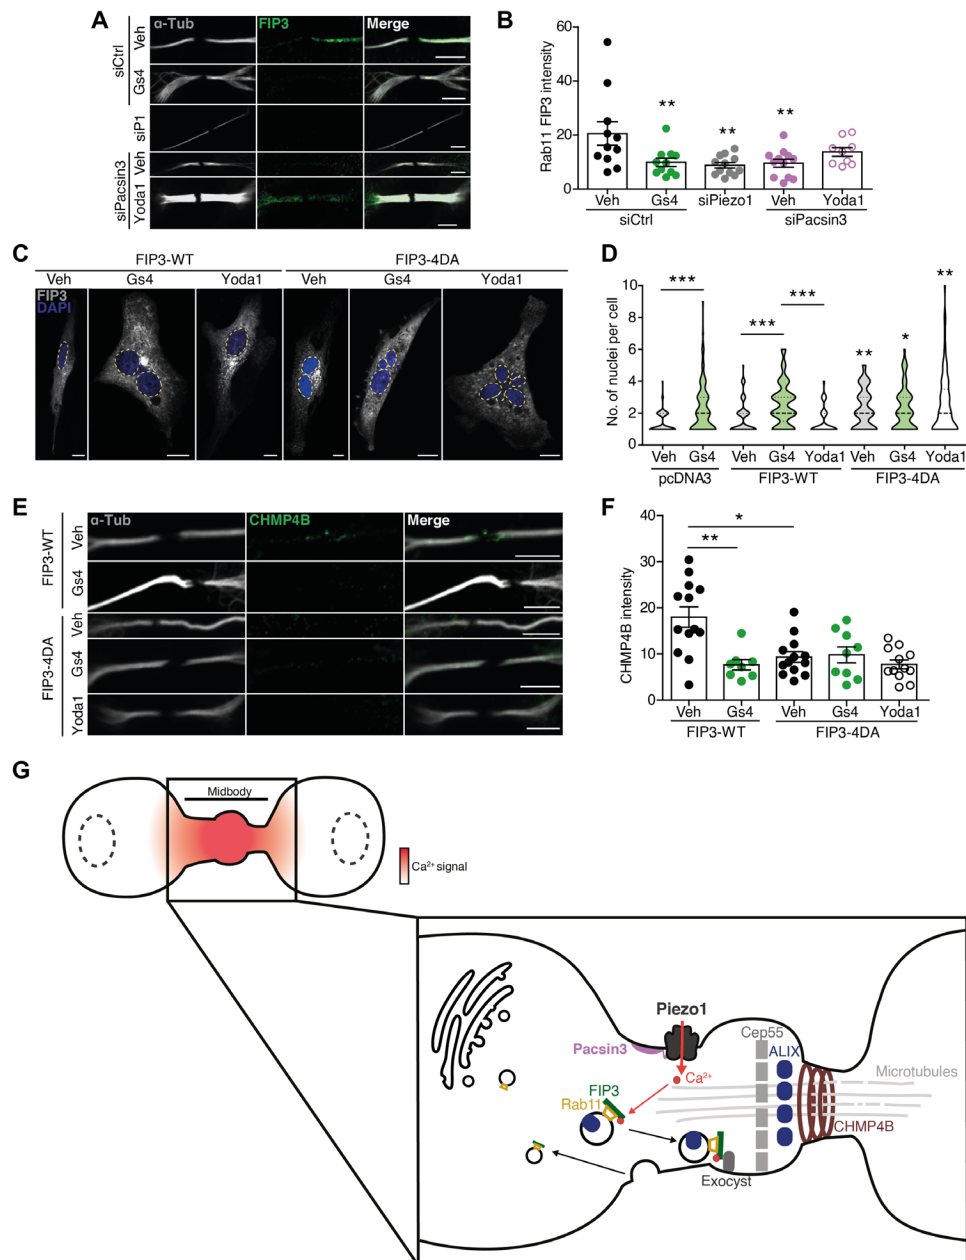 A
α-Tub FIP3 Merge
siCtrl
Veh
Gs4
siP1
siPacsin3
Veh
Yoda1
B
Rab11 FIP3 intensity
60
40
20
0
** ** **
Veh Gs4 siPiezo1 Veh Yoda1
siCtrl siPacsin3
C
FIP3-WT FIP3-4DA
Veh Gs4 Yoda1 Veh Gs4 Yoda1
FIP3
DAPI
D
No. of nuclei per cell
10
8
6
4
2
0
*** *** *** ** * **
Veh Gs4 Veh Gs4 Yoda1 Veh Gs4 Yoda1
pcDNA3 FIP3-WT FIP3-4DA
E
α-Tub CHMP4B Merge
FIP3-WT
Veh
Gs4
FIP3-4DA
Veh
Gs4
Yoda1
F
CHMP4B intensity
40
30
20
10
0
*
**
Veh Gs4 Veh Gs4 Yoda1
FIP3-WT FIP3-4DA
G
Midbody
Ca²⁺ signal
Piezo1
Cep55
Pacsin3
ALIX
Ca²⁺
Microtubules
FIP3
Rab11
CHMP4B
Exocyst